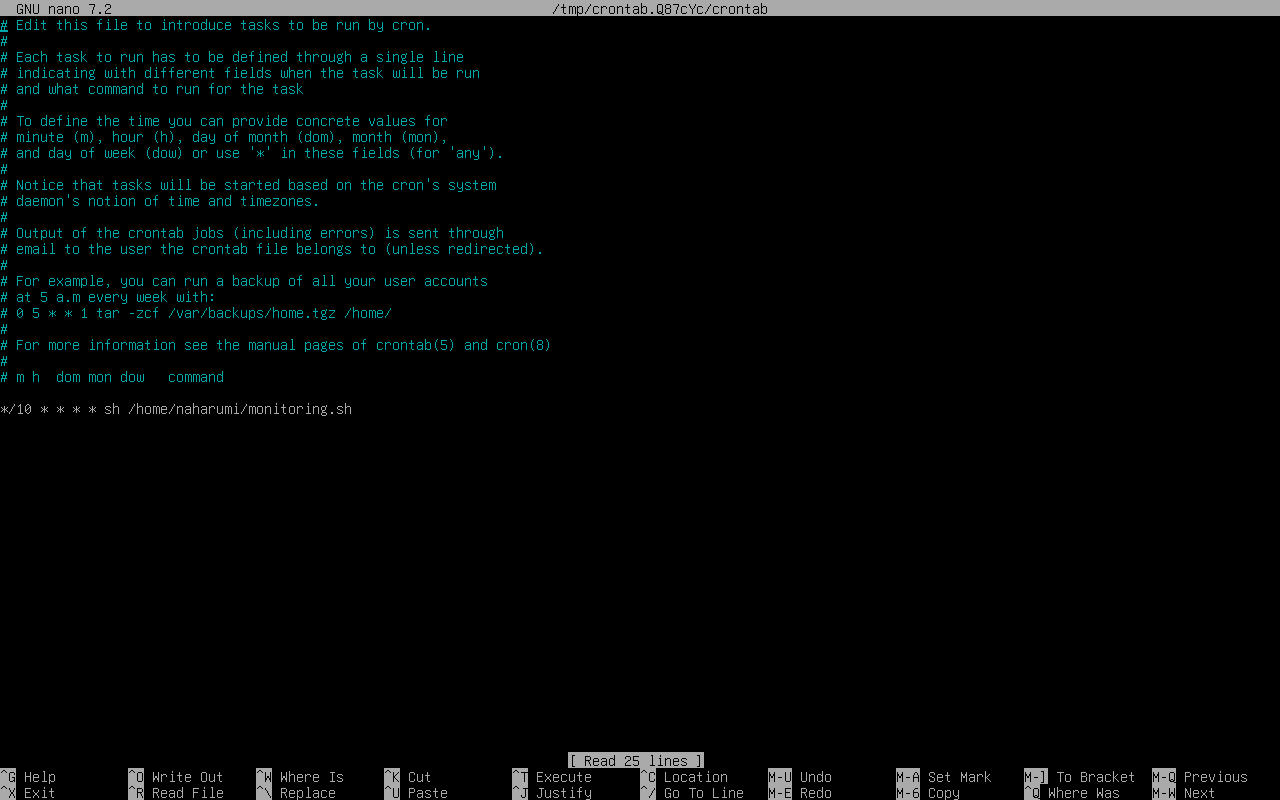 GNU nano 7.2 /tmp/crontab.Q87cYc/crontab
# Edit this file to introduce tasks to be run by cron.
#
# Each task to run has to be defined through a single line
# indicating with different fields when the task will be run
# and what command to run for the task
#
# To define the time you can provide concrete values for
# minute (m), hour (h), day of month (dom), month (mon),
# and day of week (dow) or use '*' in these fields (for 'any').
#
# Notice that tasks will be started based on the cron's system
# daemon's notion of time and timezones.
#
# Output of the crontab jobs (including errors) is sent through
# email to the user the crontab file belongs to (unless redirected).
#
# For example, you can run a backup of all your user accounts
# at 5 a.m every week with:
# 0 5 * * 1 tar -zcf /var/backups/home.tgz /home/
#
# For more information see the manual pages of crontab(5) and cron(8)
#
# m h  dom mon dow   command
*/10 * * * * sh /home/naharumi/monitoring.sh
[ Read 25 lines ]
^G Help ^O Write Out ^W Where Is ^K Cut ^T Execute ^C Location M-U Undo M-A Set Mark M-] To Bracket M-Q Previous
^X Exit ^R Read File ^\ Replace ^U Paste ^J Justify ^/ Go To Line M-E Redo M-6 Copy ^Q Where Was M-W Next